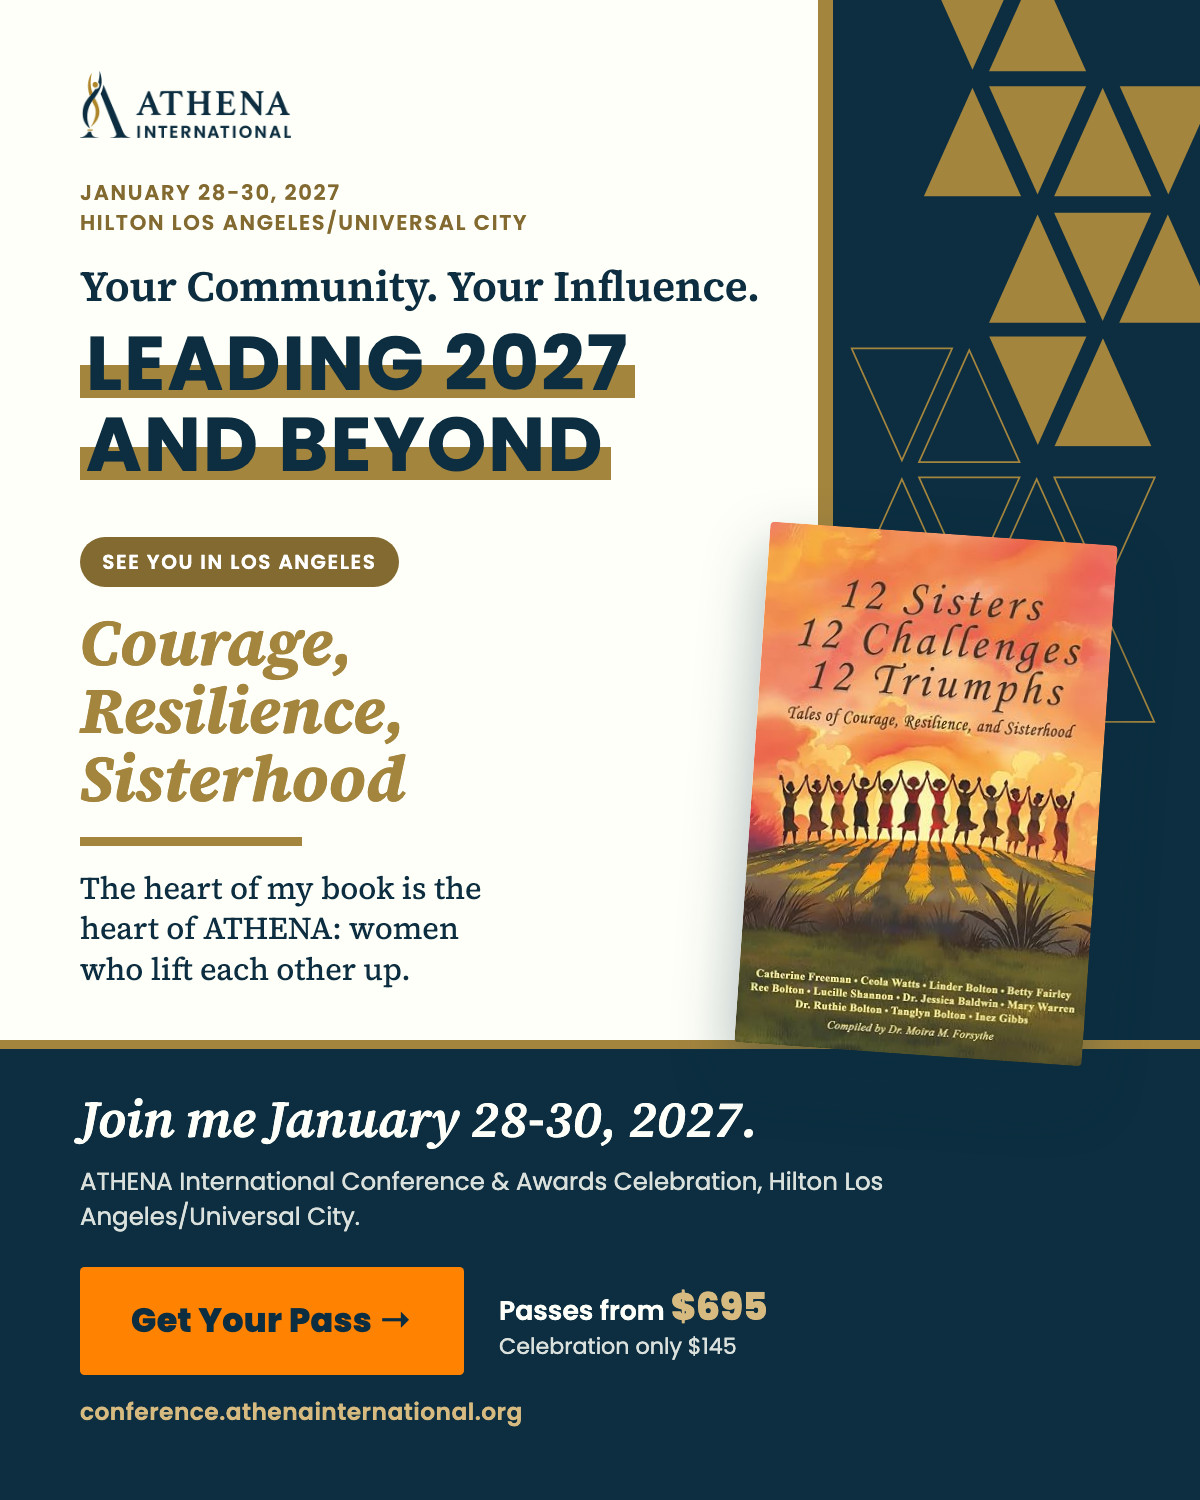 ATHENA
INTERNATIONAL
JANUARY 28-30, 2027
HILTON LOS ANGELES/UNIVERSAL CITY
Your Community. Your Influence.
LEADING 2027
AND BEYOND
SEE YOU IN LOS ANGELES
Courage,
Resilience,
Sisterhood
The heart of my book is the
heart of ATHENA: women
who lift each other up.
12 Sisters
12 Challenges
12 Triumphs
Tales of Courage, Resilience, and Sisterhood
Catherine Freeman • Ceola Watts • Linder Bolton • Betty Fairley
Ree Bolton • Lucille Shannon • Dr. Jessica Baldwin • Mary Warren
Dr. Ruthie Bolton • Tanglyn Bolton • Inez Gibbs
Compiled by Dr. Moira M. Forsythe
Join me January 28-30, 2027.
ATHENA International Conference & Awards Celebration, Hilton Los
Angeles/Universal City.
Get Your Pass →
Passes from $695
Celebration only $145
conference.athenainternational.org